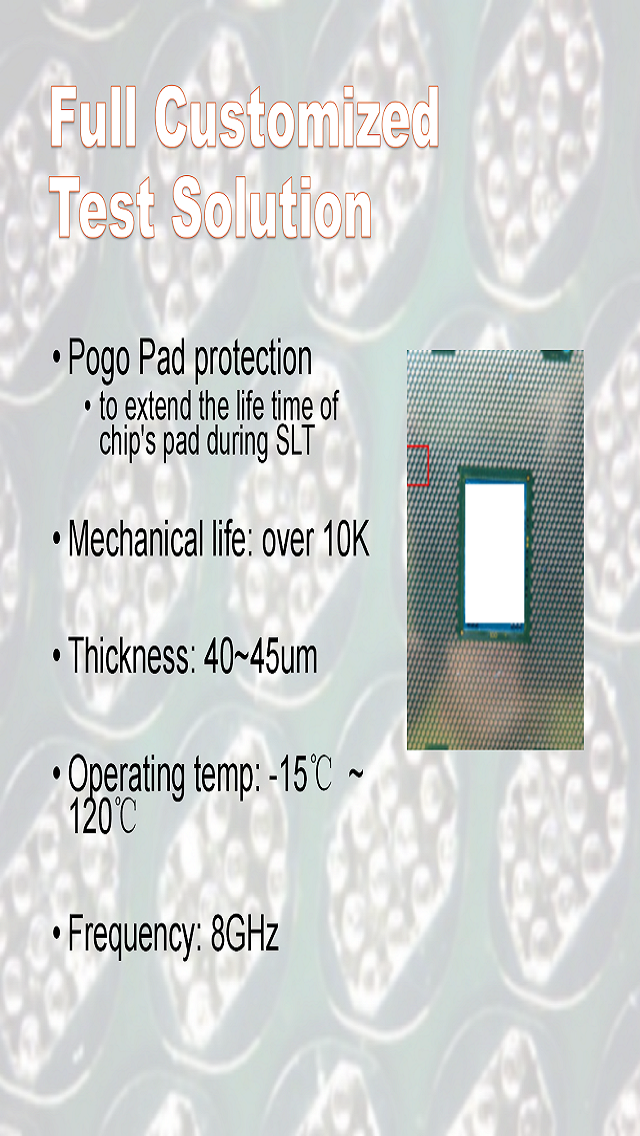 Full Customized
Test Solution
• Pogo Pad protection
• to extend the life time of
chip's pad during SLT
• Mechanical life: over 10K
• Thickness: 40~45um
• Operating temp: -15℃ ~
120℃
• Frequency: 8GHz